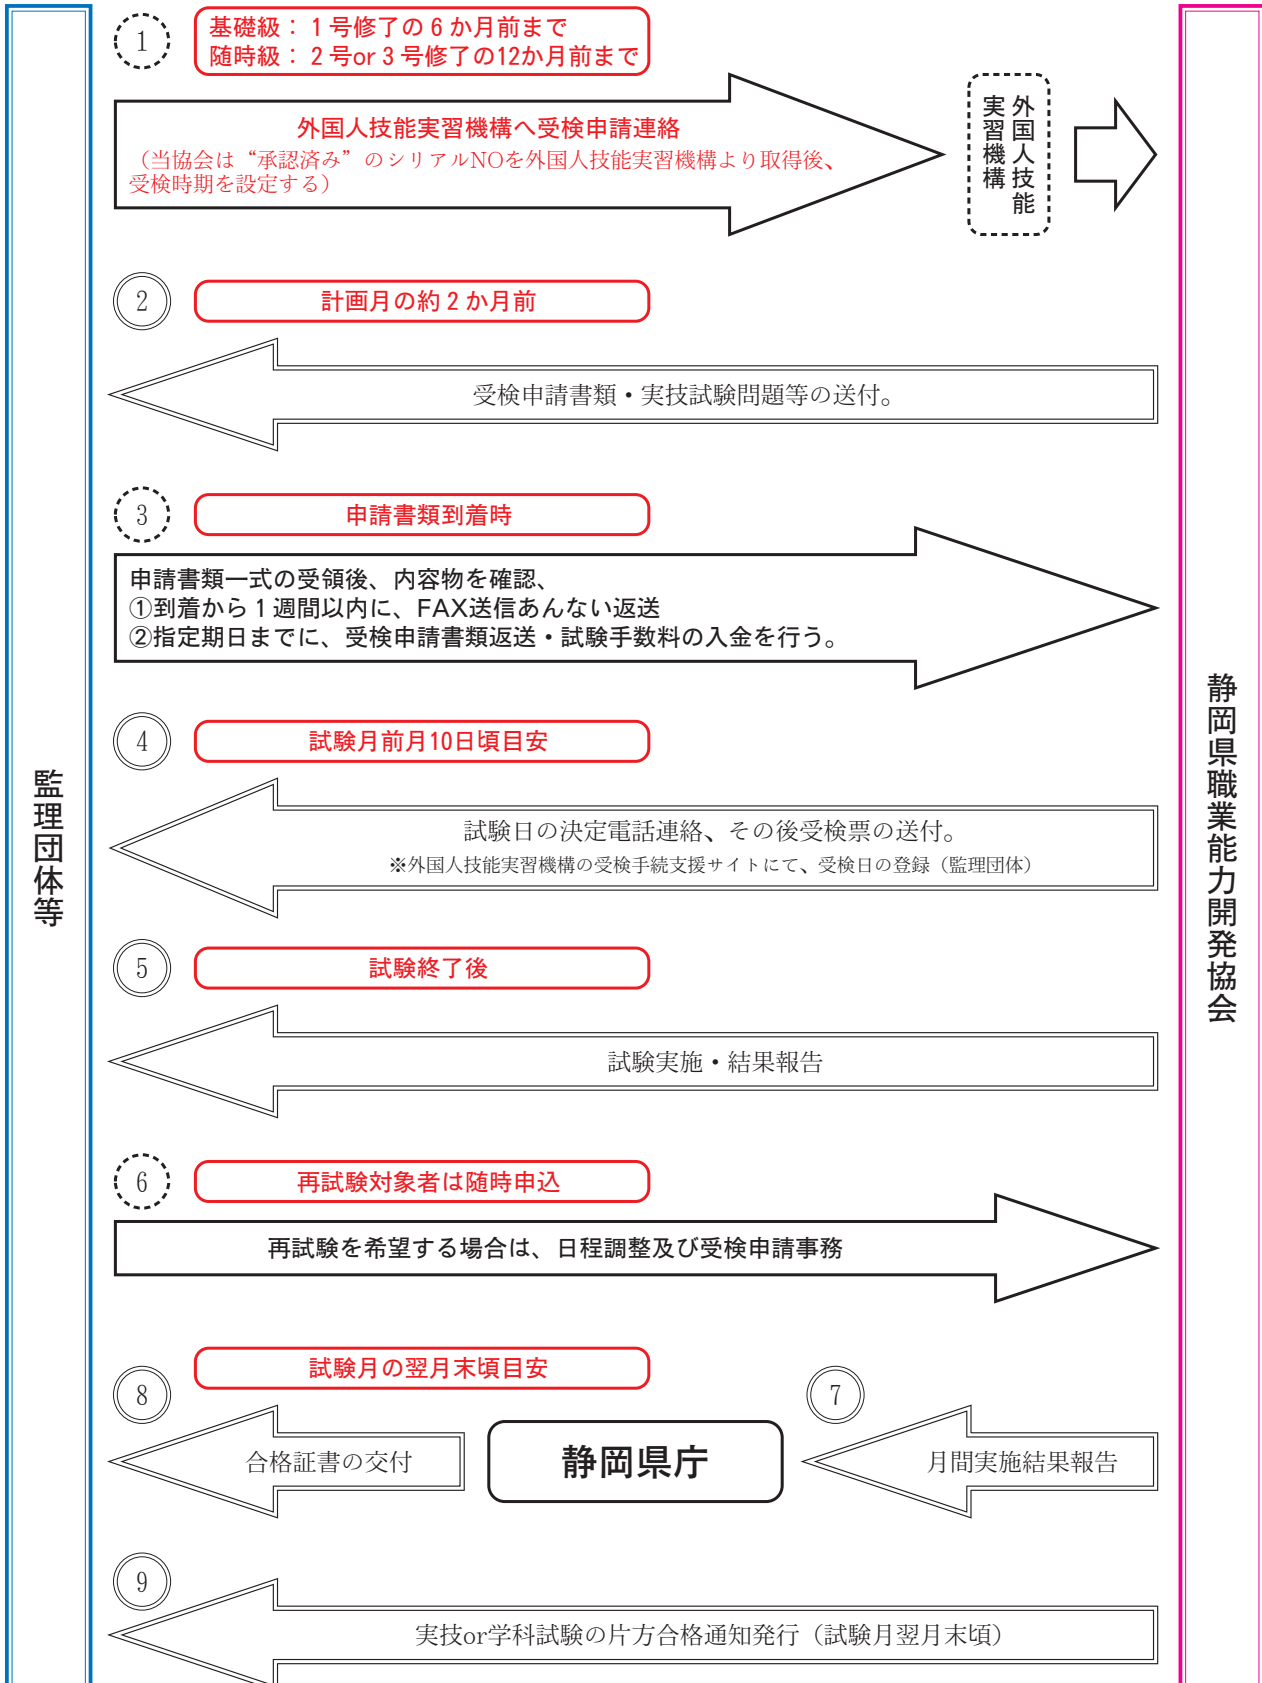 監理団体等
1
基礎級：１号修了の６か月前まで
随時級：２号or３号修了の12か月前まで
外国人技能実習機構へ受検申請連絡
（当協会は“承認済み”のシリアルNOを外国人技能実習機構より取得後、
受検時期を設定する）
外国人技能
実習機構
2
計画月の約２か月前
受検申請書類・実技試験問題等の送付。
3
申請書類到着時
申請書類一式の受領後、内容物を確認、
①到着から１週間以内に、FAX送信あんない返送
②指定期日までに、受検申請書類返送・試験手数料の入金を行う。
4
試験月前月10日頃目安
試験日の決定電話連絡、その後受検票の送付。
※外国人技能実習機構の受検手続支援サイトにて、受検日の登録（監理団体）
5
試験終了後
試験実施・結果報告
6
再試験対象者は随時申込
再試験を希望する場合は、日程調整及び受検申請事務
試験月の翌月末頃目安
8
合格証書の交付
静岡県庁
7
月間実施結果報告
9
実技or学科試験の片方合格通知発行（試験月翌月末頃）
静岡県職業能力開発協会